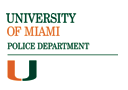 UNIVERSITY
OF MIAMI
POLICE DEPARTMENT
U